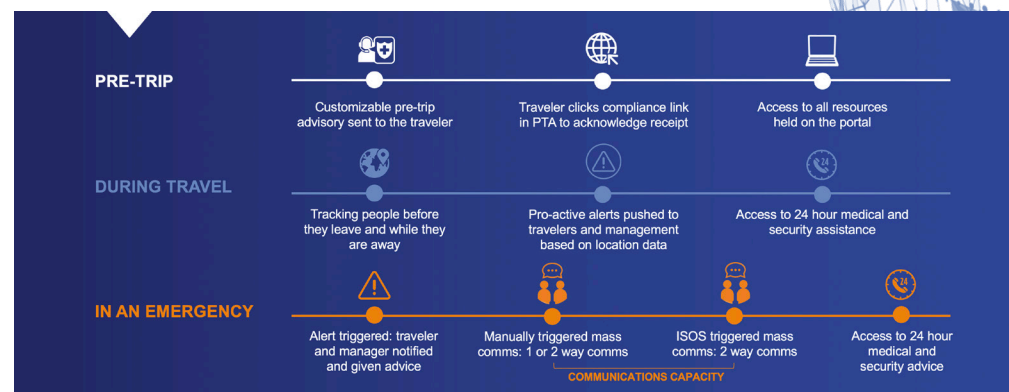 PRE-TRIP
Customizable pre-trip
advisory sent to the traveler
Traveler clicks compliance link
in PTA to acknowledge receipt
Access to all resources
held on the portal
DURING TRAVEL
24
Tracking people before
they leave and while they
are away
Pro-active alerts pushed to
travelers and management
based on location data
Access to 24 hour medical and
security assistance
IN AN EMERGENCY
24
Alert triggered: traveler
and manager notified
and given advice
Manually triggered mass
comms: 1 or 2 way comms
ISOS triggered mass
comms: 2 way comms
Access to 24 hour
medical and
security advice
COMMUNICATIONS CAPACITY